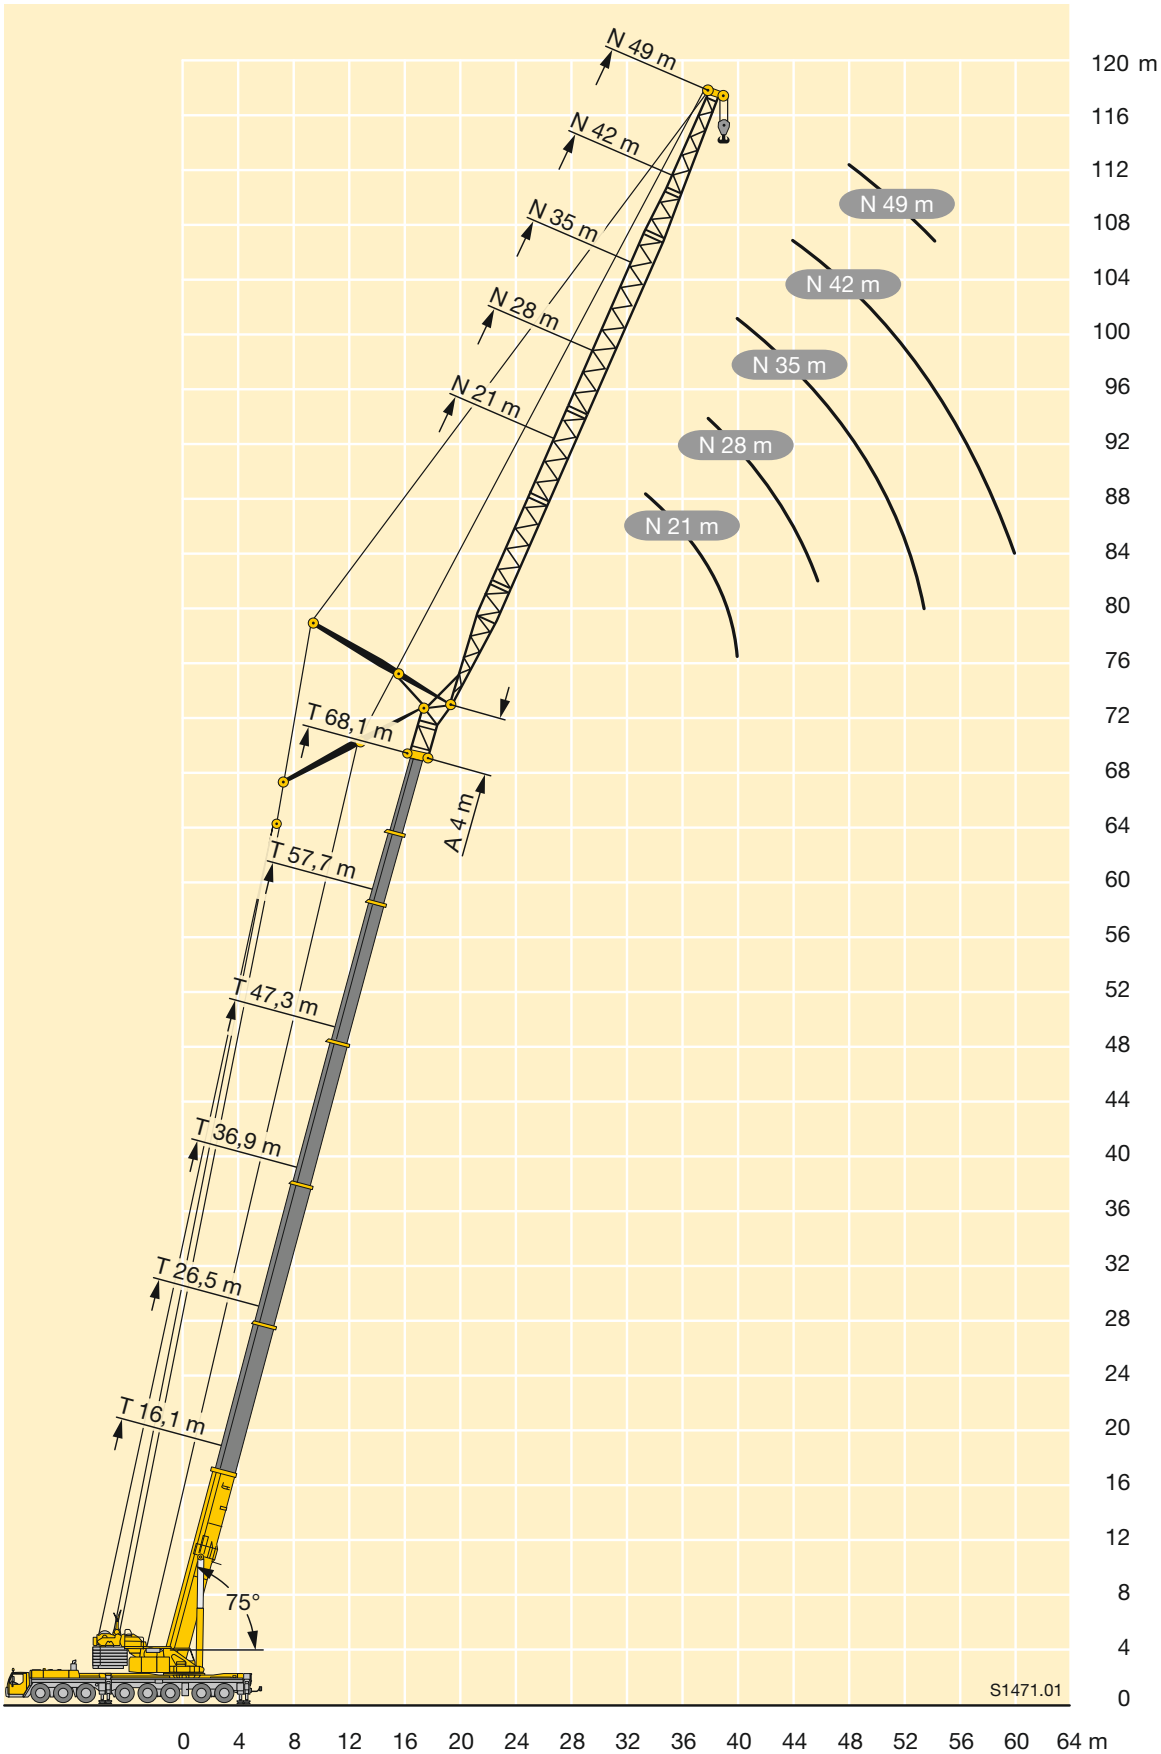 N 49 m
120 m
N 42 m
116
112
N 49 m
N 35 m
108
N 42 m
104
N 28 m
100
N 35 m
96
N 21 m
N 28 m
92
88
N 21 m
84
80
76
T 68,1 m
72
68
A 4 m
64
T 57,7 m
60
56
T 47,3 m
52
48
44
T 36,9 m
40
36
T 26,5 m
32
28
24
T 16,1 m
20
16
12
75°
8
4
S1471.01
0
0 4 8 12 16 20 24 28 32 36 40 44 48 52 56 60 64 m